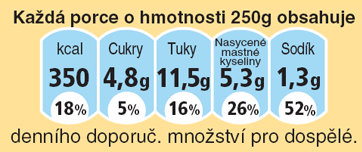 Každá porce o hmotnosti 250g obsahuje
kcal
350
18%
Cukry
4,8g
5%
Tuky
11,5g
16%
Nasycené
mastné
kyseliny
5,3g
26%
Sodík
1,3g
52%
denního doporuč. množství pro dospělé.